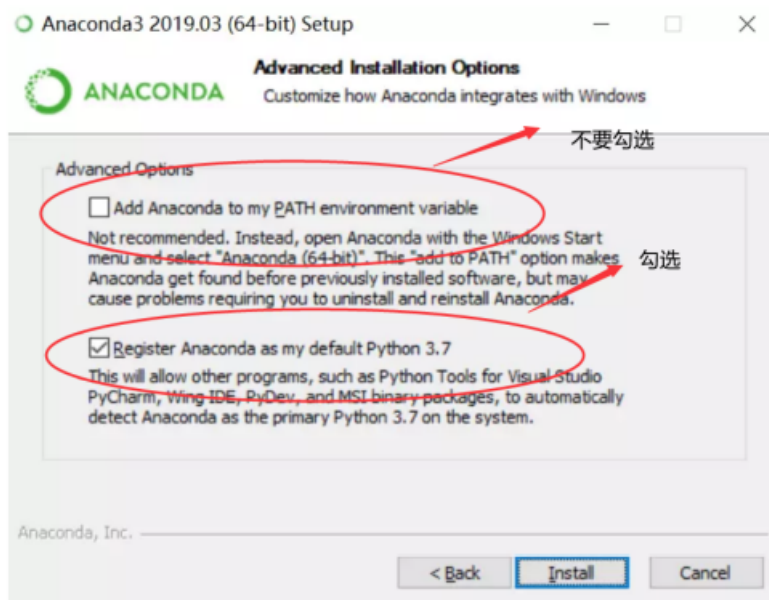 Anaconda3 2019.03 (64-bit) Setup
ANACONDA
Advanced Installation Options
Customize how Anaconda integrates with Windows
不要勾选
Advanced Options
Add Anaconda to my PATH environment variable
Not recommended. Instead, open Anaconda with the Windows Start
menu and select "Anaconda (64-bit)". This "add to PATH" option makes
Anaconda get found before previously installed software, but may
cause problems requiring you to uninstall and reinstall Anaconda.
勾选
Register Anaconda as my default Python 3.7
This will allow other programs, such as Python Tools for Visual Studio
PyCharm, Wing IDE, PyDev, and MSI binary packages, to automatically
detect Anaconda as the primary Python 3.7 on the system.
Anaconda, Inc.
< Back
Install
Cancel